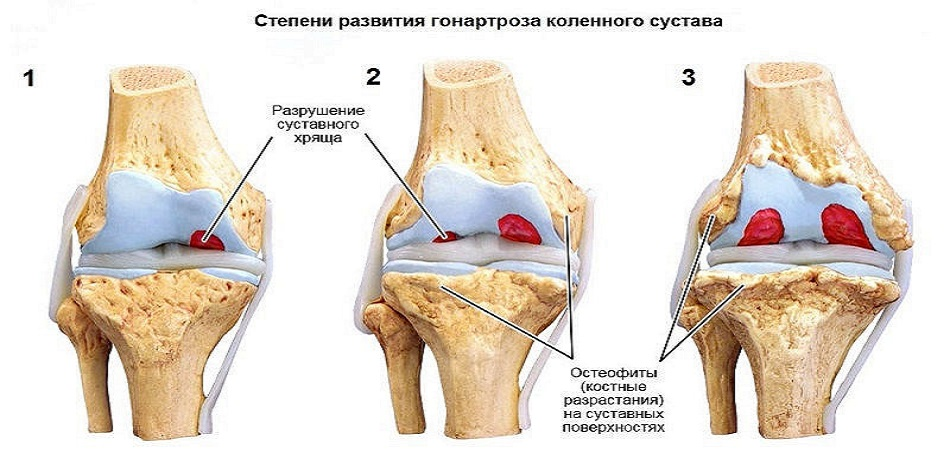 Степени развития гонартроза коленного сустава
1
2
3
Разрушение
суставного
хряща
Остеофиты
(костные
разрастания)
на суставных
поверхностях